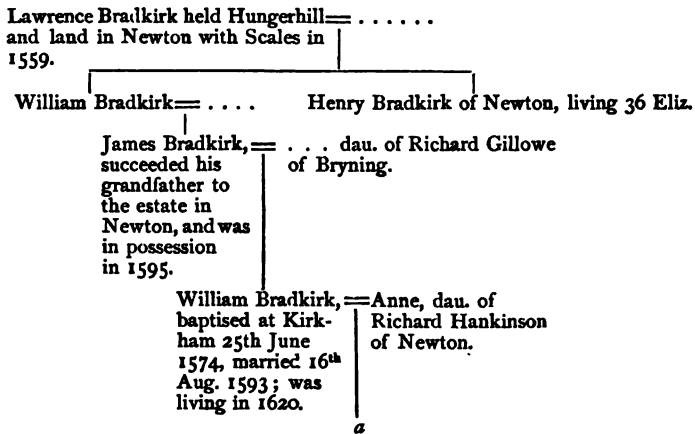 Lawrence Bradkirk held Hungerhill= . . . . . .
and land in Newton with Scales in
1559.
William Bradkirk= . . . .
Henry Bradkirk of Newton, living 36 Eliz.
James Bradkirk,= . . . dau. of Richard Gillowe
succeeded his of Bryning.
grandfather to
the estate in
Newton, and was
in possession
in 1595.
William Bradkirk,=Anne, dau. of
baptised at Kirk- Richard Hankinson
ham 25th June of Newton.
1574, married 16th
Aug. 1593; was
living in 1620.
a